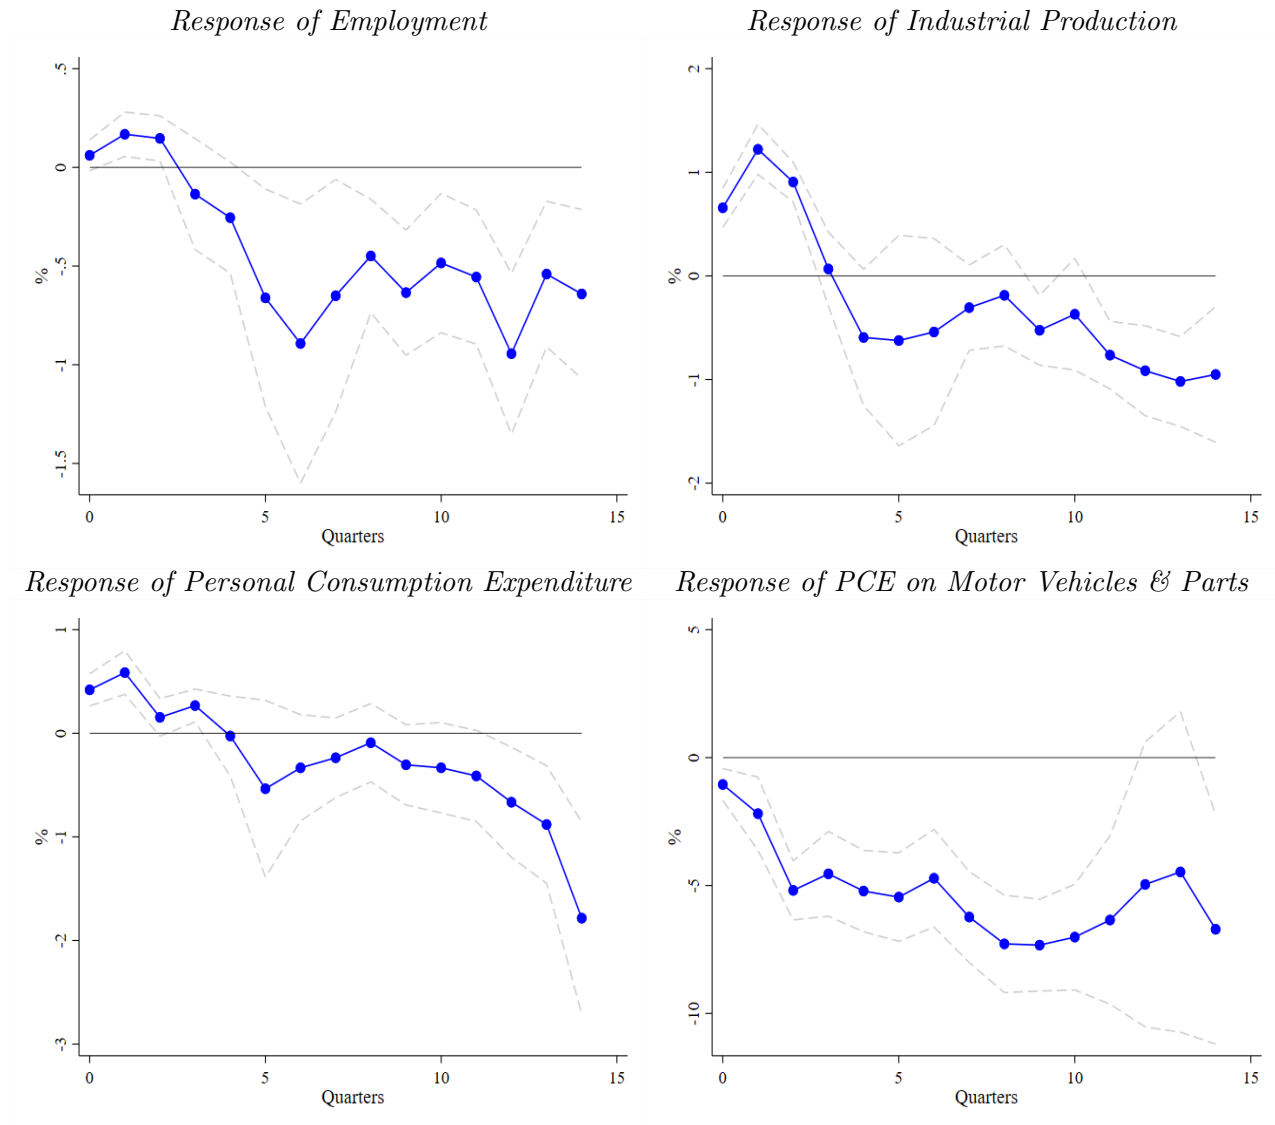 Response of Employment
.5
0
-.5
-1
-1.5
%
0 5 10 15
Quarters
Response of Industrial Production
2
1
0
-1
-2
%
0 5 10 15
Quarters
Response of Personal Consumption Expenditure
1
0
-1
-2
-3
%
0 5 10 15
Quarters
Response of PCE on Motor Vehicles & Parts
5
0
-5
-10
%
0 5 10 15
Quarters